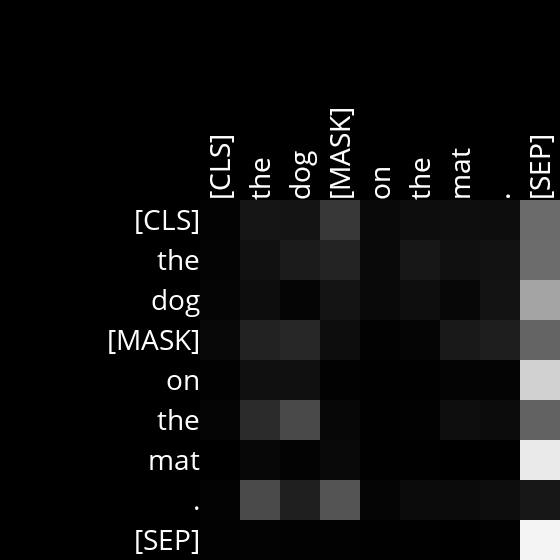 [CLS] the dog [MASK] on the mat . [SEP]
[CLS]
the
dog
[MASK]
on
the
mat
.
[SEP]